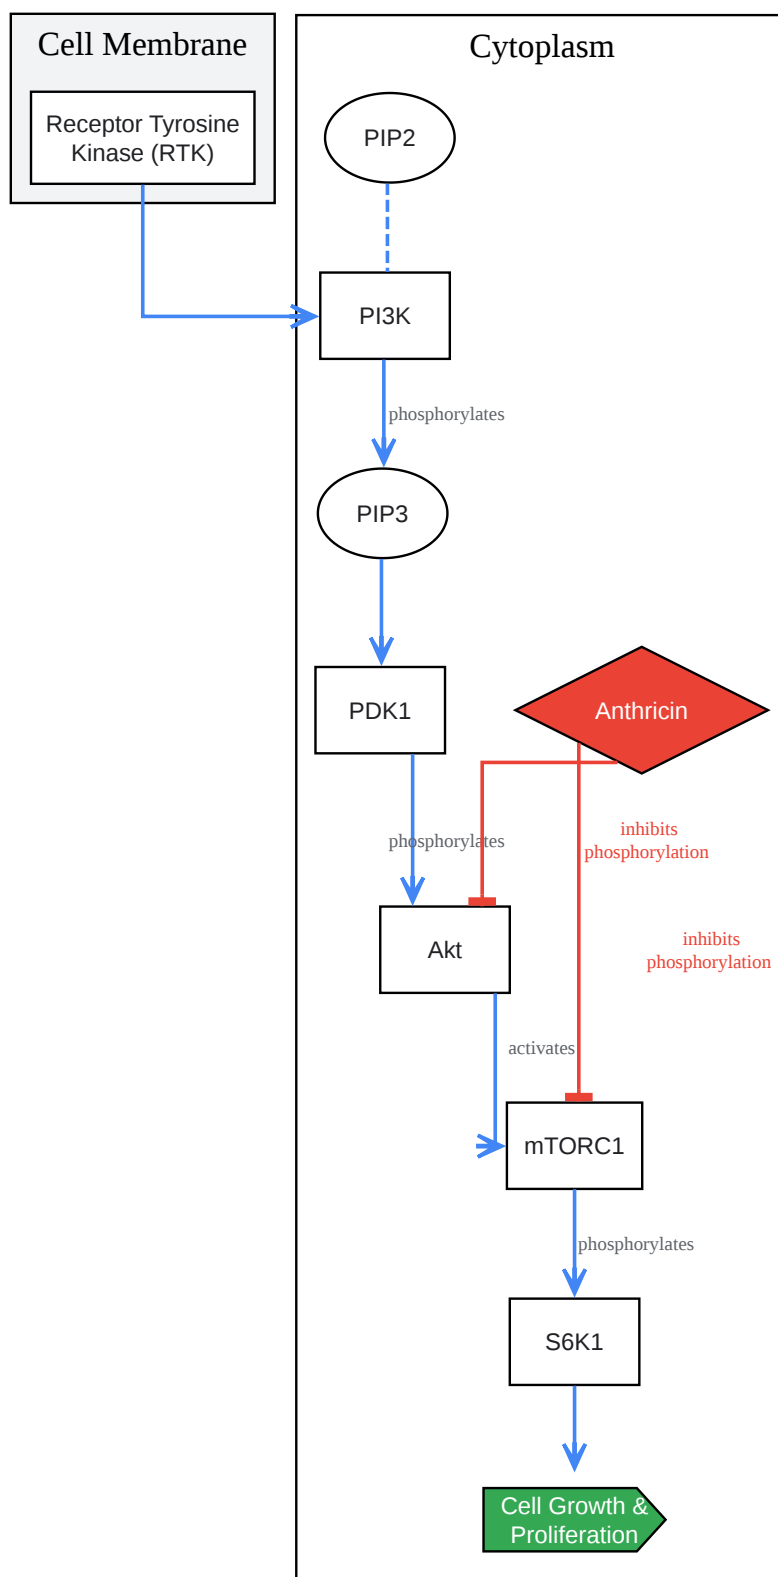 Cell Membrane
Cytoplasm
Receptor Tyrosine
Kinase (RTK)
PIP2
PI3K
phosphorylates
PIP3
PDK1
Anthricin
phosphorylates
inhibits
phosphorylation
Akt
inhibits
phosphorylation
activates
mTORC1
phosphorylates
S6K1
Cell Growth &
Proliferation